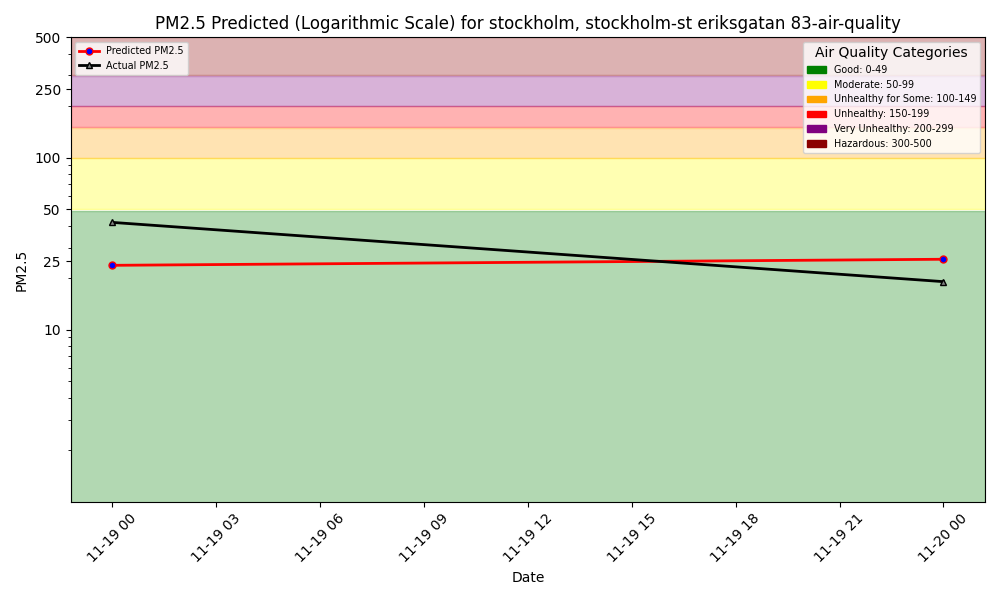 PM2.5 Predicted (Logarithmic Scale) for stockholm, stockholm-st eriksgatan 83-air-quality
Predicted PM2.5
Actual PM2.5
Air Quality Categories
Good: 0-49
Moderate: 50-99
Unhealthy for Some: 100-149
Unhealthy: 150-199
Very Unhealthy: 200-299
Hazardous: 300-500
500
250
100
50
25
10
PM2.5
11-19 00
11-19 03
11-19 06
11-19 09
11-19 12
11-19 15
11-19 18
11-19 21
11-20 00
Date